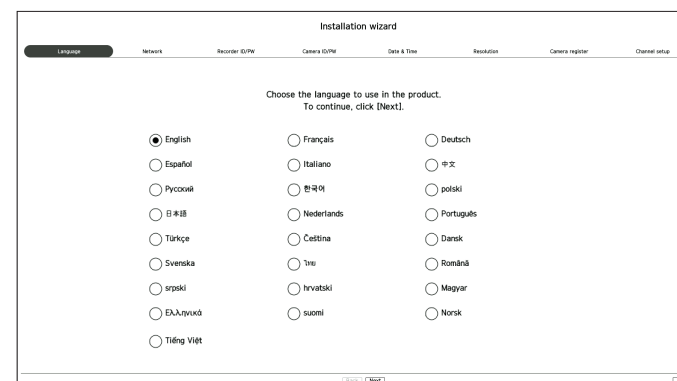 Installation wizard
Language Network Recorder ID/PW Camera ID/PW Date & Time Resolution Camera register Channel setup
Choose the language to use in the product.
To continue, click [Next].
English Français Deutsch
Español Italiano 中文
Русский 한국어 polski
日本語 Nederlands Português
Türkçe Čeština Dansk
Svenska ไทย Română
srpski hrvatski Magyar
Ελληνικά suomi Norsk
Tiếng Việt
Back Next